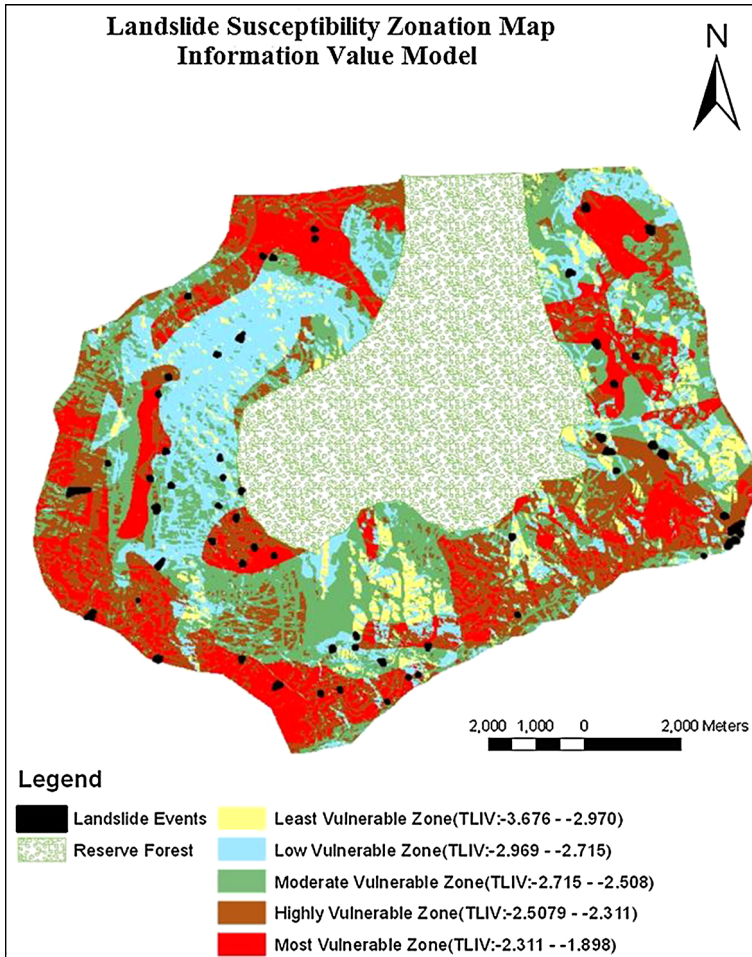 Landslide Susceptibility Zonation Map
Information Value Model
N
2,000 1,000 0 2,000 Meters
Legend
Landslide Events
Reserve Forest
Least Vulnerable Zone(TLIV:-3.676 - -2.970)
Low Vulnerable Zone(TLIV:-2.969 - -2.715)
Moderate Vulnerable Zone(TLIV:-2.715 - -2.508)
Highly Vulnerable Zone(TLIV:-2.5079 - -2.311)
Most Vulnerable Zone(TLIV:-2.311 - -1.898)